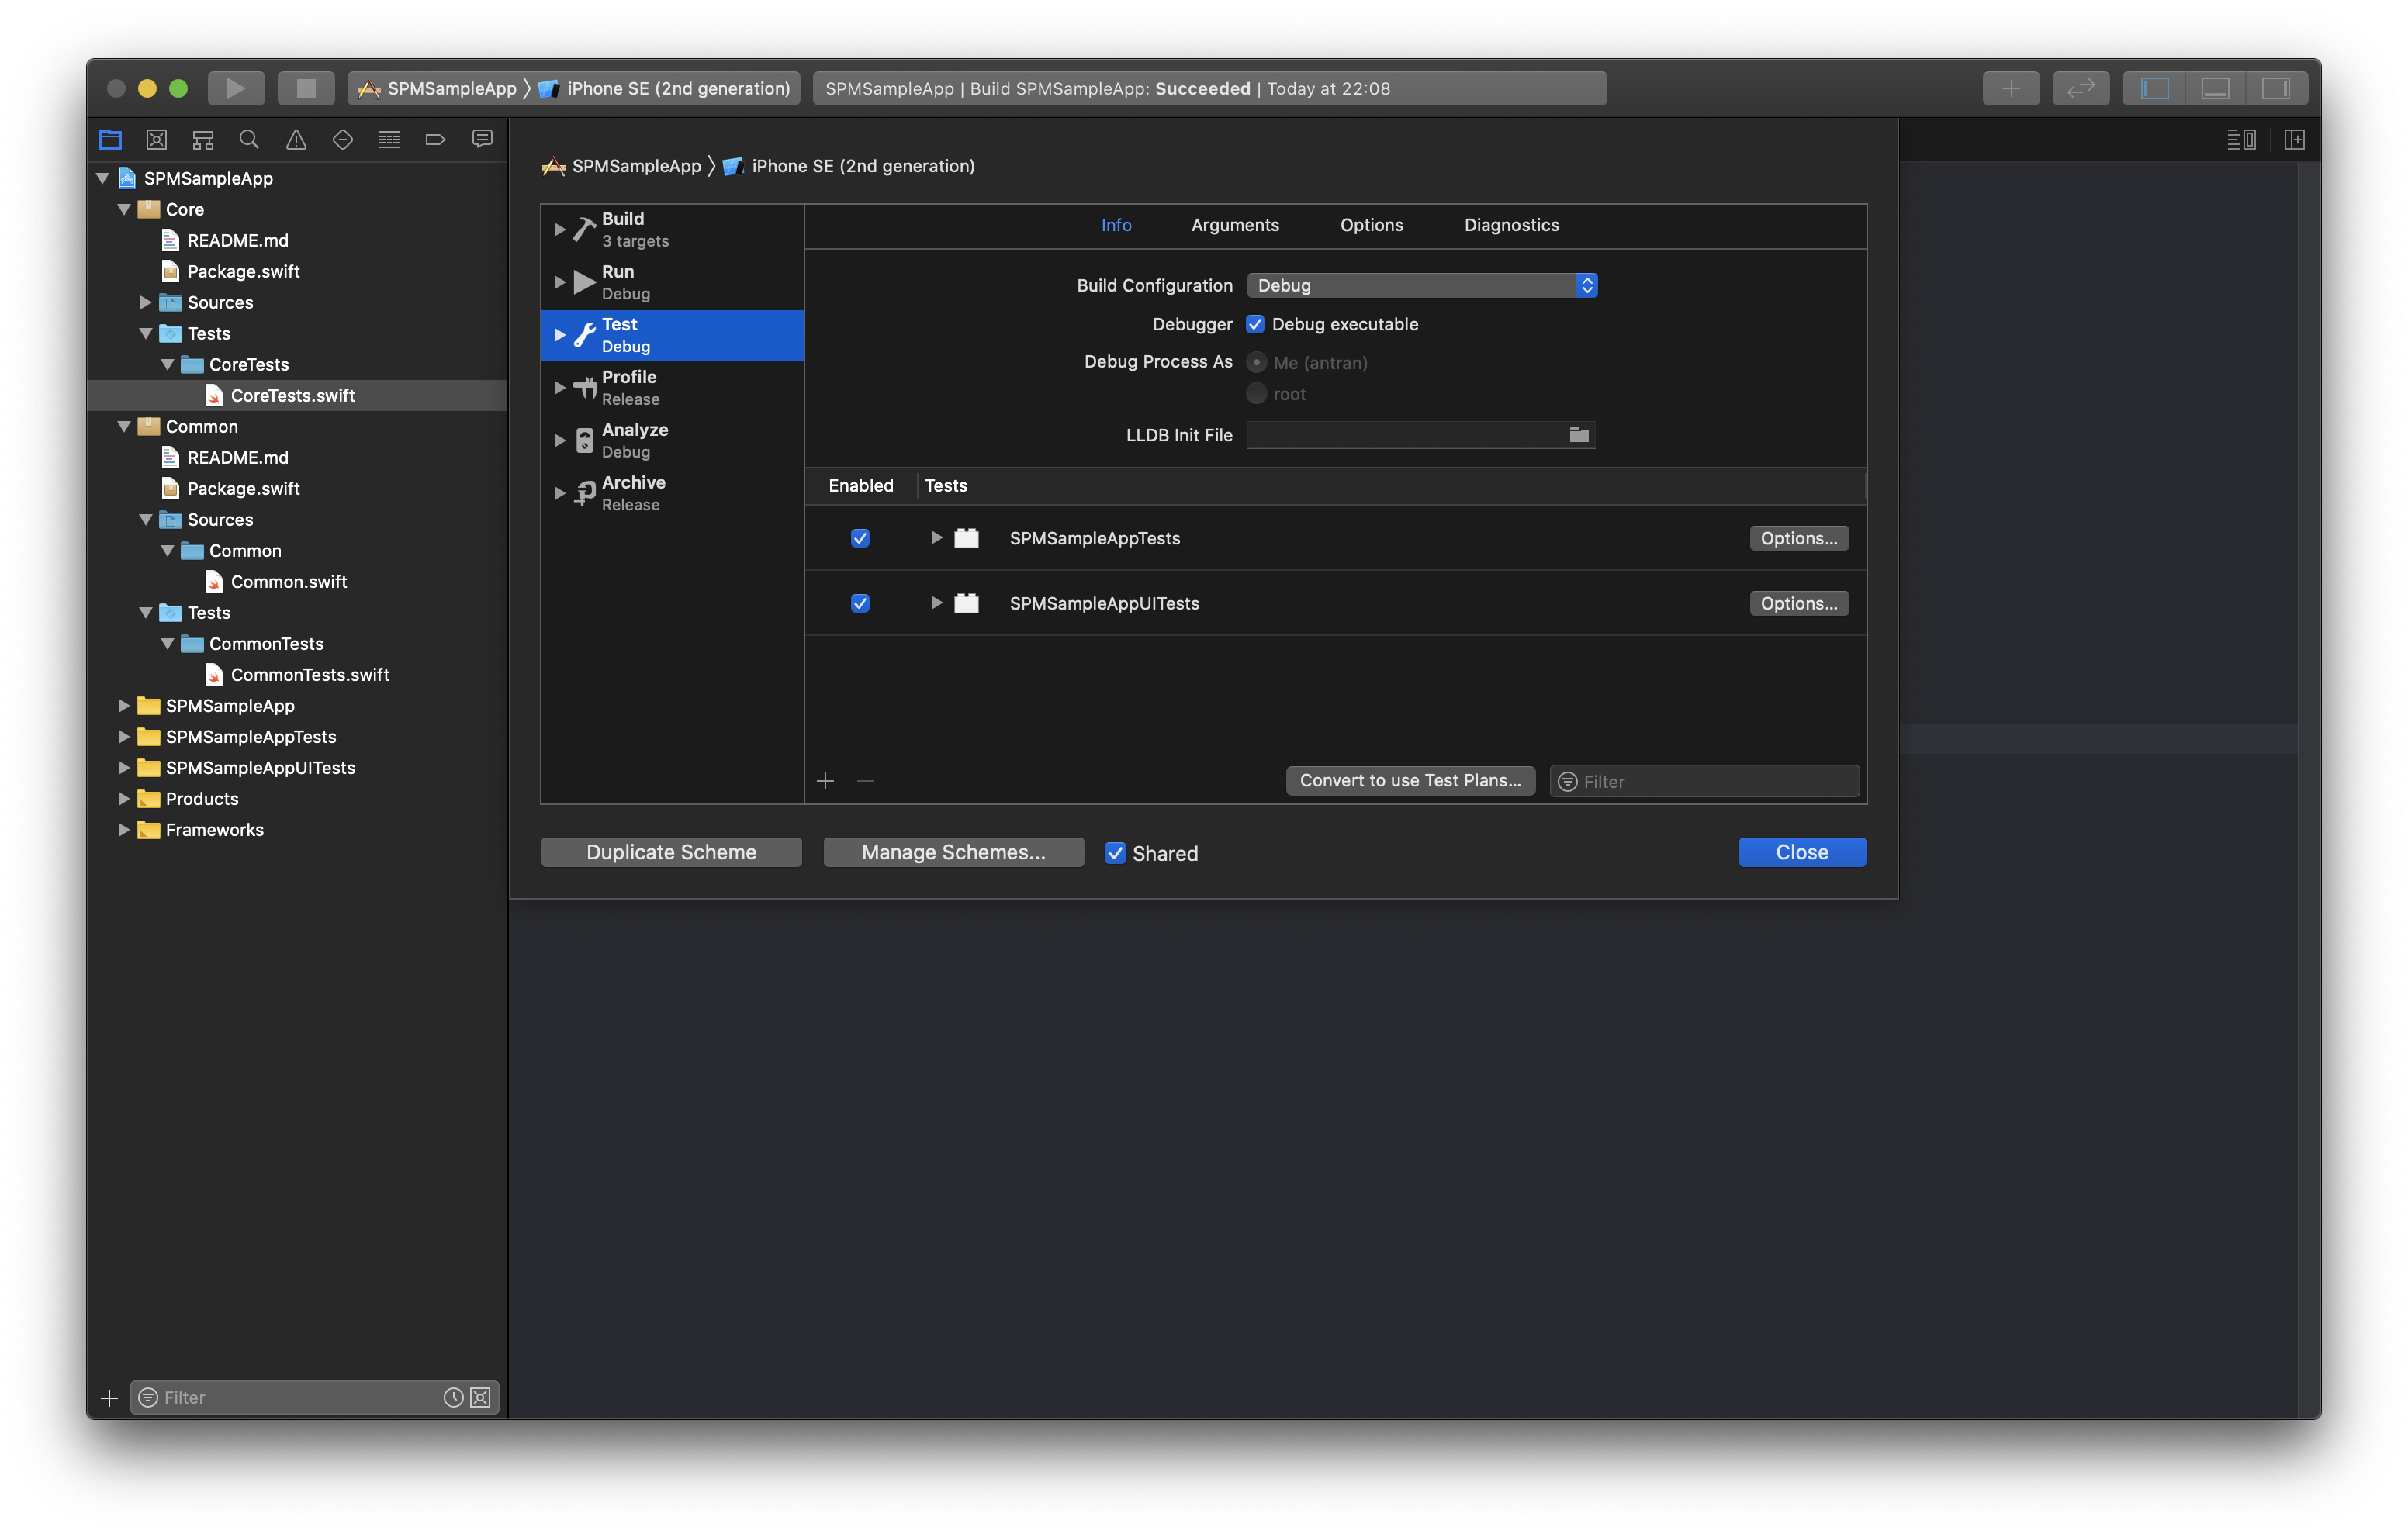 SPMSampleApp 〉 iPhone SE (2nd generation)
SPMSampleApp | Build SPMSampleApp: Succeeded | Today at 22:08
SPMSampleApp
Core
README.md
Package.swift
Sources
Tests
CoreTests
CoreTests.swift
Common
README.md
Package.swift
Sources
Common
Common.swift
Tests
CommonTests
CommonTests.swift
SPMSampleApp
SPMSampleAppTests
SPMSampleAppUITests
Products
Frameworks
Filter
SPMSampleApp 〉 iPhone SE (2nd generation)
Build
3 targets
Run
Debug
Test
Debug
Profile
Release
Analyze
Debug
Archive
Release
Info Arguments Options Diagnostics
Build Configuration Debug
Debugger Debug executable
Debug Process As Me (antran)
root
LLDB Init File
Enabled Tests
SPMSampleAppTests Options...
SPMSampleAppUITests Options...
Convert to use Test Plans... Filter
Duplicate Scheme Manage Schemes... Shared Close